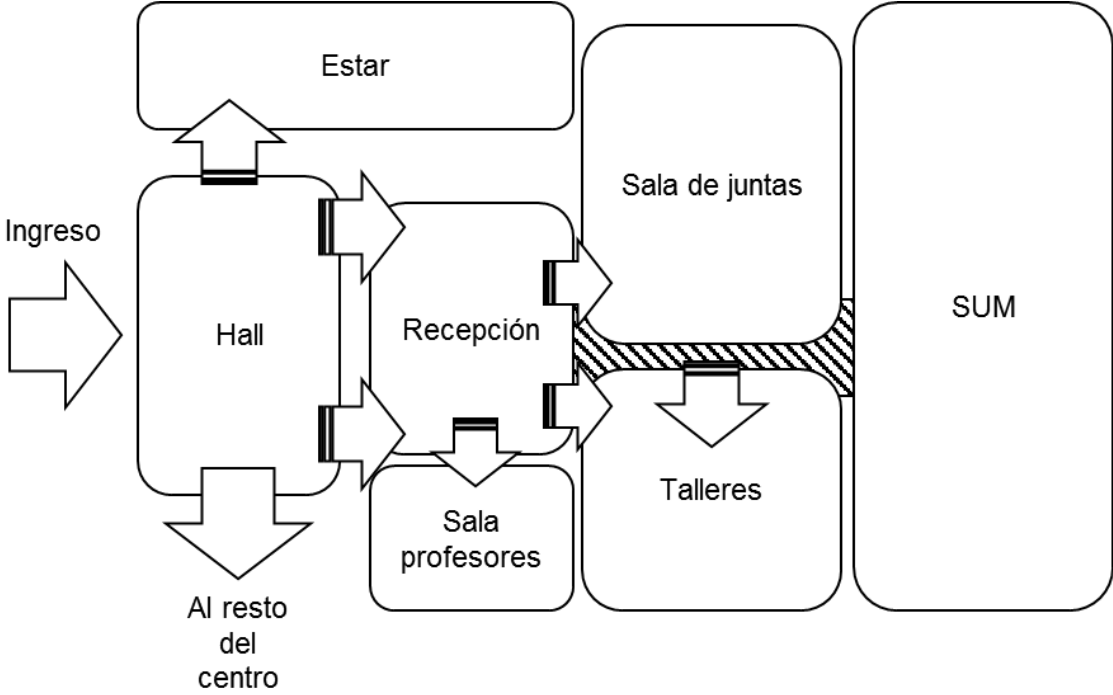 Estar
Sala de juntas
Ingreso
SUM
Hall
Recepción
Talleres
Sala
profesores
Al resto
del
centro